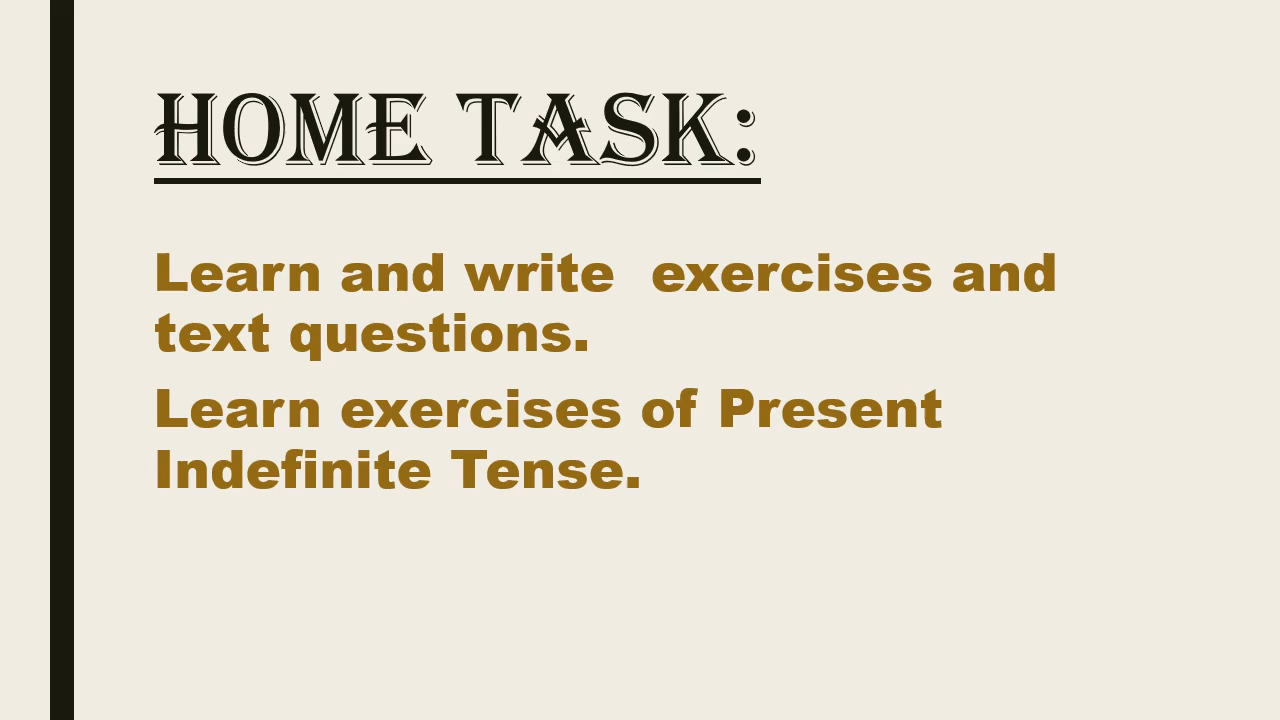 HOME TASK:
Learn and write  exercises and
text questions.
Learn exercises of Present
Indefinite Tense.